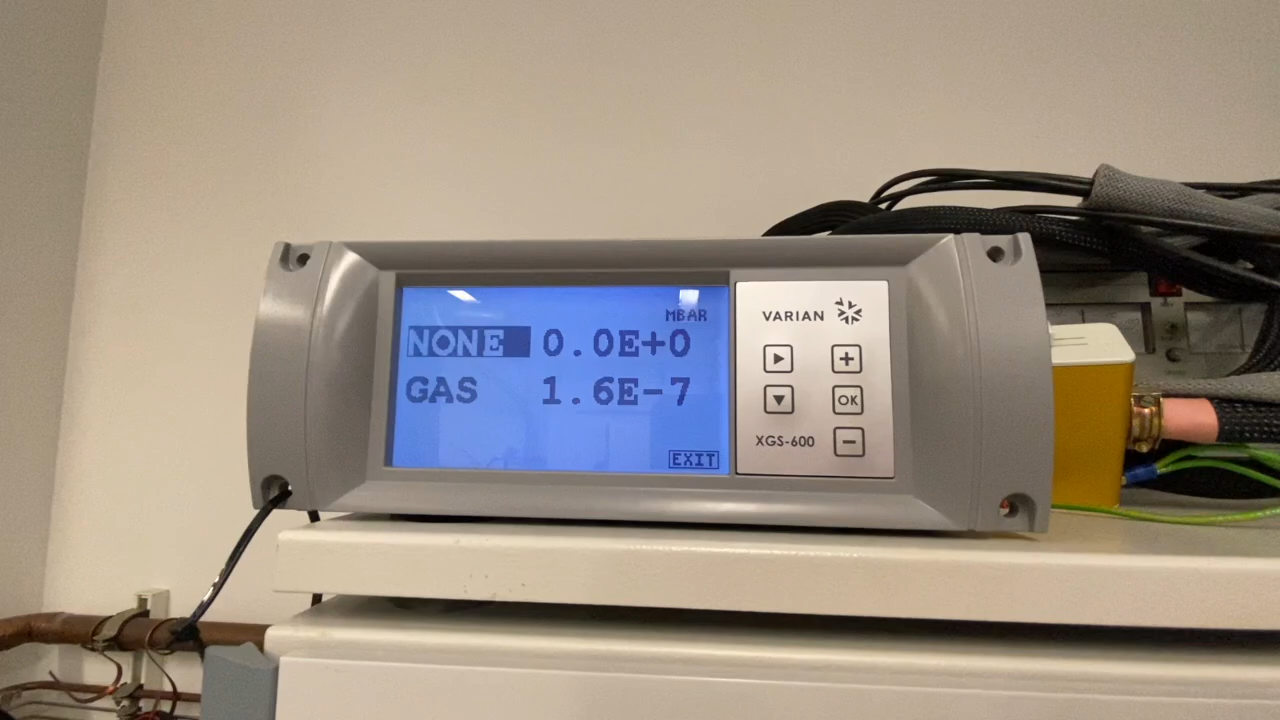 MBAR
NONE 0.0E+0
GAS 1.6E-7
EXIT
VARIAN
+
OK
XGS-600
-